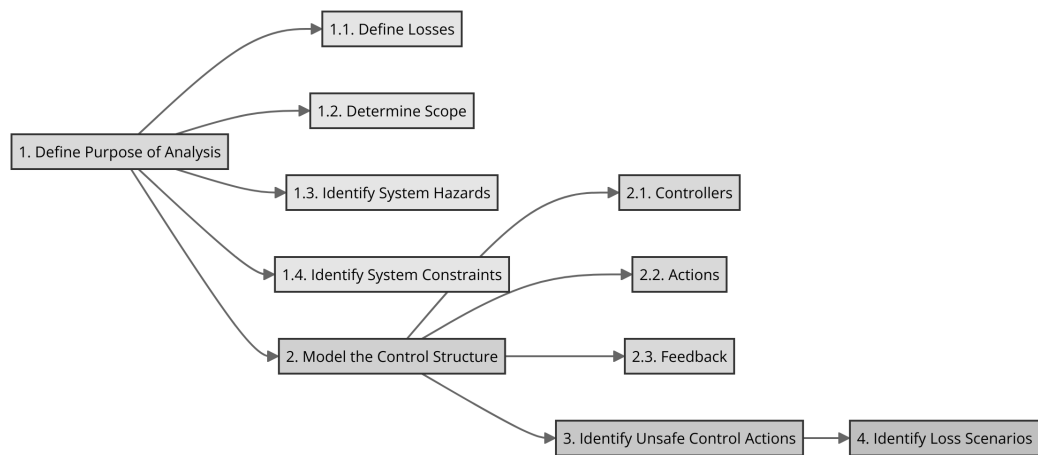 1. Define Purpose of Analysis
1.1. Define Losses
1.2. Determine Scope
1.3. Identify System Hazards
1.4. Identify System Constraints
2. Model the Control Structure
2.1. Controllers
2.2. Actions
2.3. Feedback
3. Identify Unsafe Control Actions
4. Identify Loss Scenarios